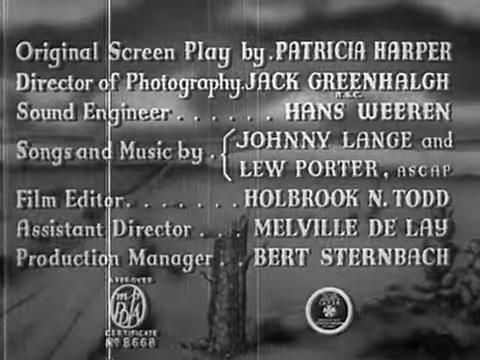 Original Screen Play by . PATRICIA HARPER
Director of Photography. JACK GREENHALGH
A.S.C.
Sound Engineer . . . . . . HANS WEEREN
Songs and Music by . { JOHNNY LANGE and
LEW PORTER, ASCAP
Film Editor. . . . . . . HOLBROOK N. TODD
Assistant Director . . . MELVILLE DE LAY
Production Manager . . BERT STERNBACH
APPROVED
CERTIFICATE
No 8668